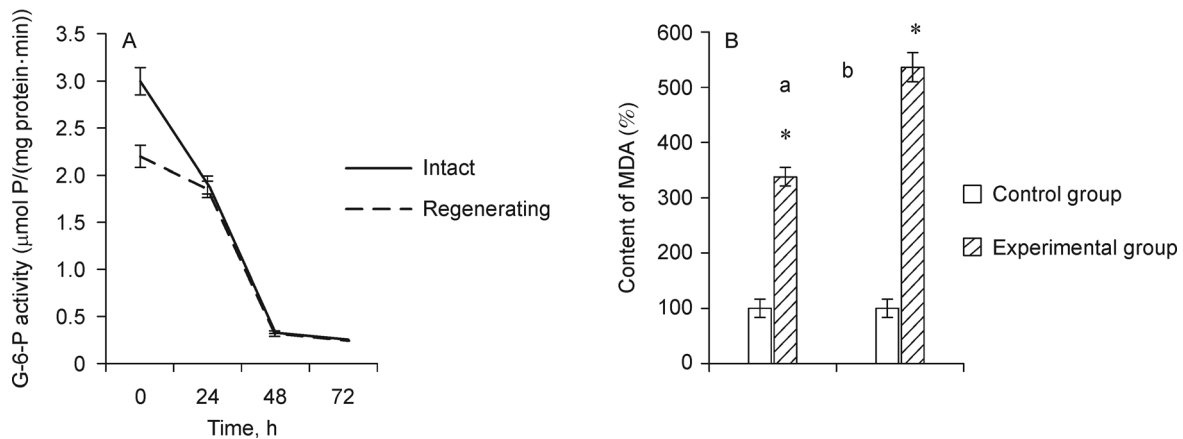 A
G-6-P activity (μmol P/(mg protein·min))
3.5
3.0
2.5
2.0
1.5
1.0
0.5
0
0 24 48 72
Time, h
Intact
Regenerating
B
Content of MDA (%)
600
500
400
300
200
100
0
a
*
b
*
Control group
Experimental group